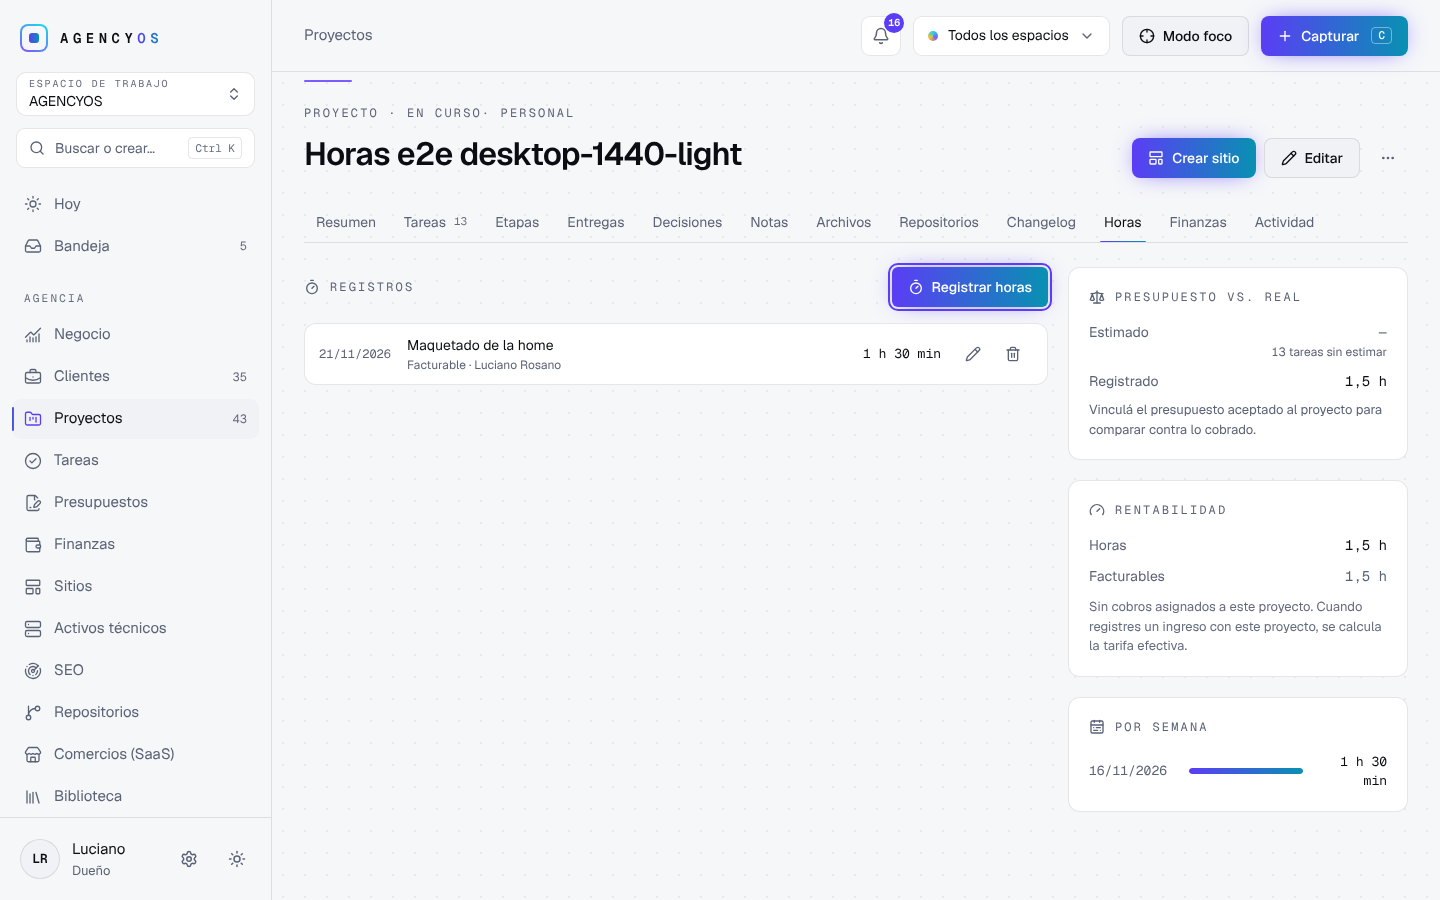 AGENCYOS
ESPACIO DE TRABAJO
AGENCYOS
Buscar o crear...
Ctrl K
Hoy
Bandeja 5
AGENCIA
Negocio
Clientes 35
Proyectos 43
Tareas
Presupuestos
Finanzas
Sitios
Activos técnicos
SEO
Repositorios
Comercios (SaaS)
Biblioteca
LR
Luciano
Dueño
Proyectos
16
Todos los espacios
Modo foco
Capturar C
PROYECTO · EN CURSO· PERSONAL
Horas e2e desktop-1440-light
Crear sitio
Editar
Resumen Tareas 13 Etapas Entregas Decisiones Notas Archivos Repositorios Changelog Horas Finanzas Actividad
REGISTROS
Registrar horas
21/11/2026
Maquetado de la home
Facturable · Luciano Rosano
1 h 30 min
PRESUPUESTO VS. REAL
Estimado –
13 tareas sin estimar
Registrado 1,5 h
Vinculá el presupuesto aceptado al proyecto para
comparar contra lo cobrado.
RENTABILIDAD
Horas 1,5 h
Facturables 1,5 h
Sin cobros asignados a este proyecto. Cuando
registres un ingreso con este proyecto, se calcula
la tarifa efectiva.
POR SEMANA
16/11/2026
1 h 30
min